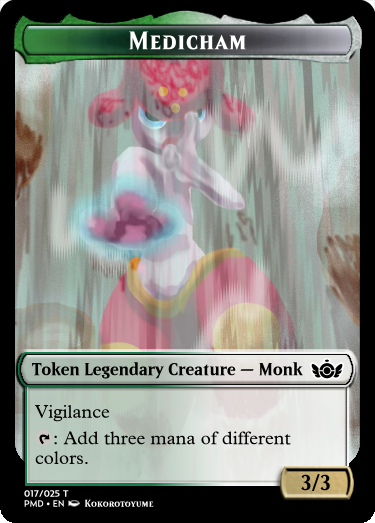 Medicham
Token Legendary Creature — Monk
Vigilance
: Add three mana of different
colors.
3/3
017/025 T
PMD • EN Kokorotoyume